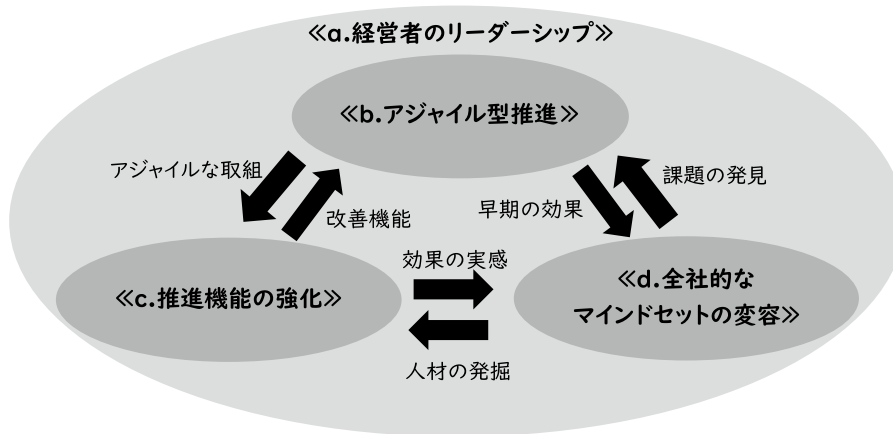 ≪a.経営者のリーダーシップ≫
≪b.アジャイル型推進≫
アジャイルな取組
課題の発見
早期の効果
改善機能
効果の実感
≪c.推進機能の強化≫
≪d.全社的な
マインドセットの変容≫
人材の発掘